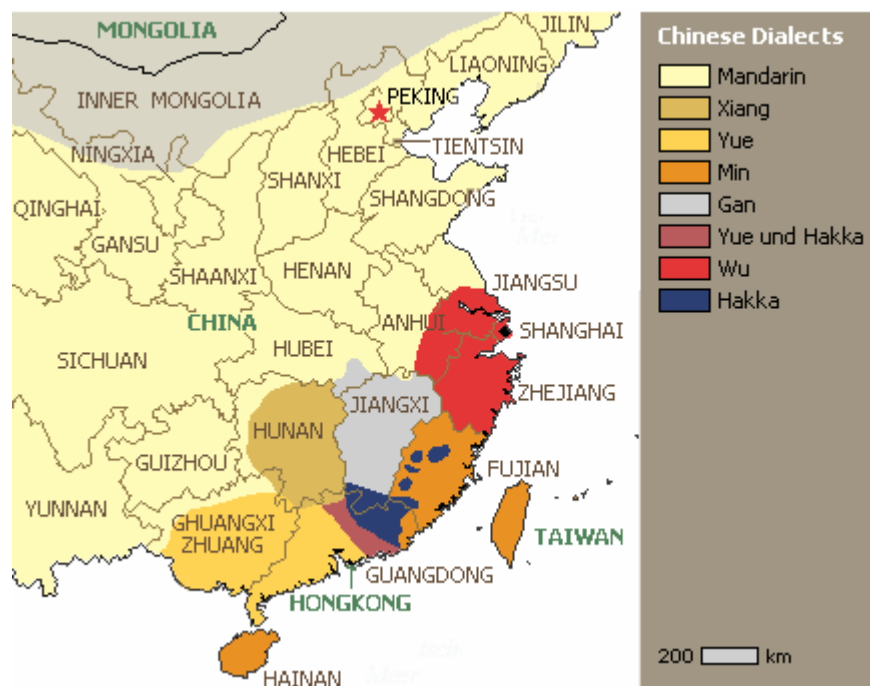 MONGOLIA
JILIN
LIAONING
INNER MONGOLIA
PEKING
NINGXIA
HEBEI
TIENTSIN
SHANXI
SHANGDONG
QINGHAI
GANSU
SHAANXI
HENAN
JIANGSU
CHINA
ANHUI
SHANGHAI
SICHUAN
HUBEI
ZHEJIANG
JIANGXI
HUNAN
GUIZHOU
FUJIAN
YUNNAN
GHUANGXI
ZHUANG
TAIWAN
GUANGDONG
HONGKONG
HAINAN
Chinese Dialects
Mandarin
Xiang
Yue
Min
Gan
Yue und Hakka
Wu
Hakka
200 km